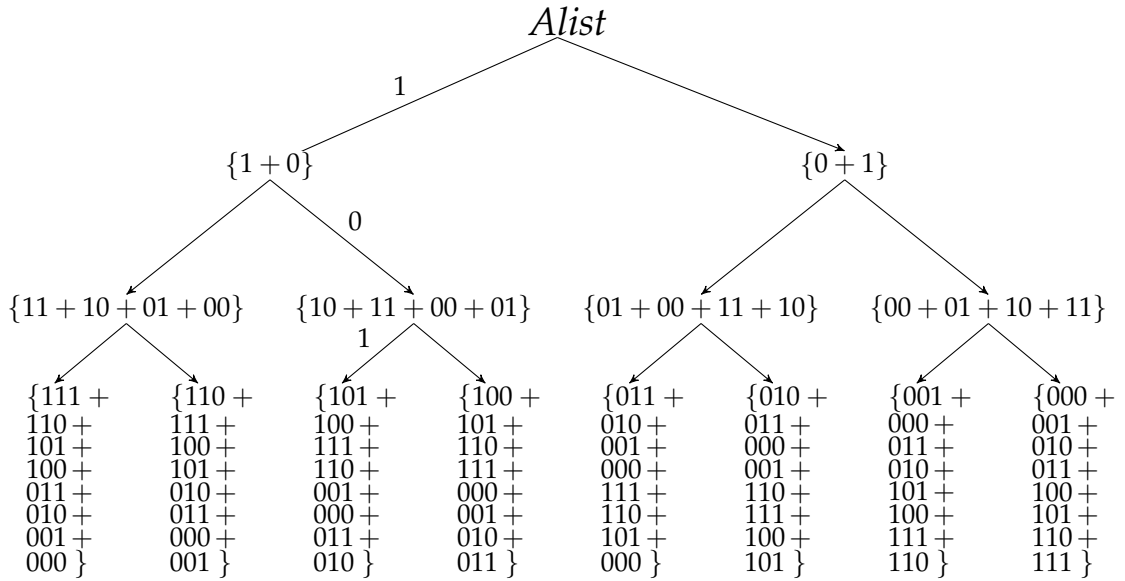 Alist
1
{1 + 0} {0 + 1}
0
{11 + 10 + 01 + 00} {10 + 11 + 00 + 01} {01 + 00 + 11 + 10} {00 + 01 + 10 + 11}
1
{111 + {110 + {101 + {100 + {011 + {010 + {001 + {000 +
110 + 111 + 100 + 101 + 010 + 011 + 000 + 001 +
101 + 100 + 111 + 110 + 001 + 000 + 011 + 010 +
100 + 101 + 110 + 111 + 000 + 001 + 010 + 011 +
011 + 010 + 001 + 000 + 111 + 110 + 101 + 100 +
010 + 011 + 000 + 001 + 110 + 111 + 100 + 101 +
001 + 000 + 011 + 010 + 101 + 100 + 111 + 110 +
000 } 001 } 010 } 011 } 000 } 101 } 110 } 111 }